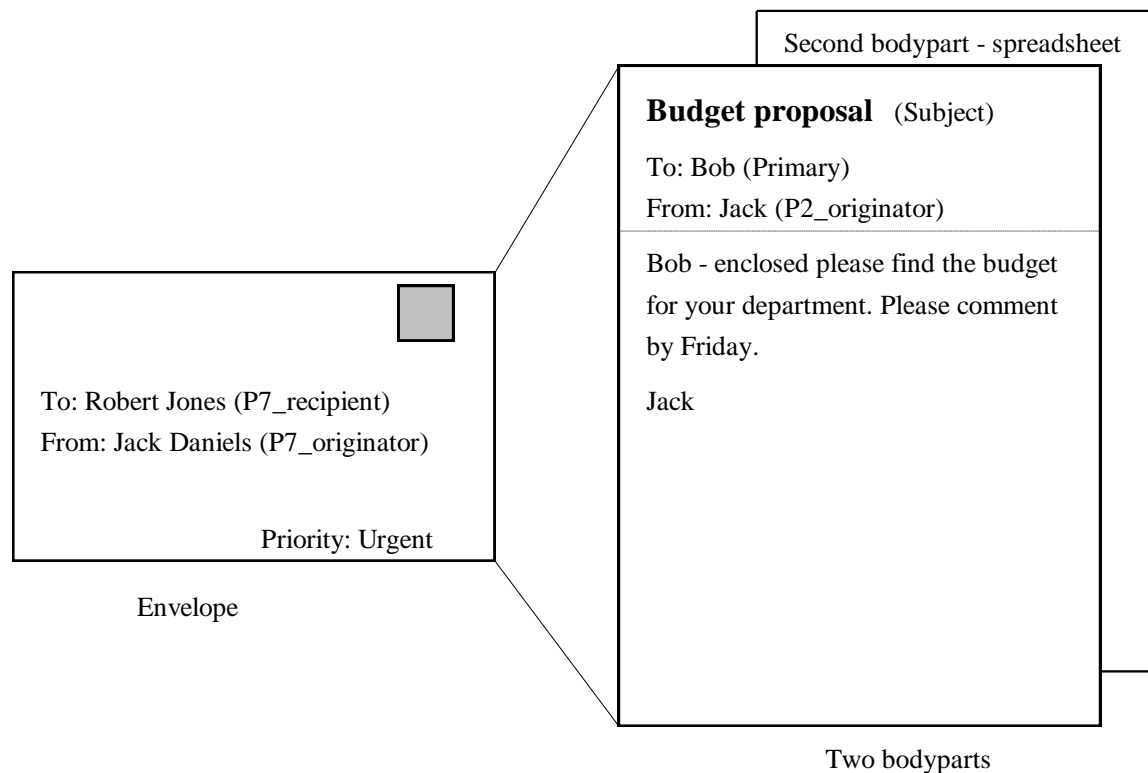 Second bodypart - spreadsheet
Budget proposal (Subject)
To: Bob (Primary)
From: Jack (P2_originator)
Bob - enclosed please find the budget
for your department. Please comment
by Friday.
Jack
To: Robert Jones (P7_recipient)
From: Jack Daniels (P7_originator)
Priority: Urgent
Envelope
Two bodyparts